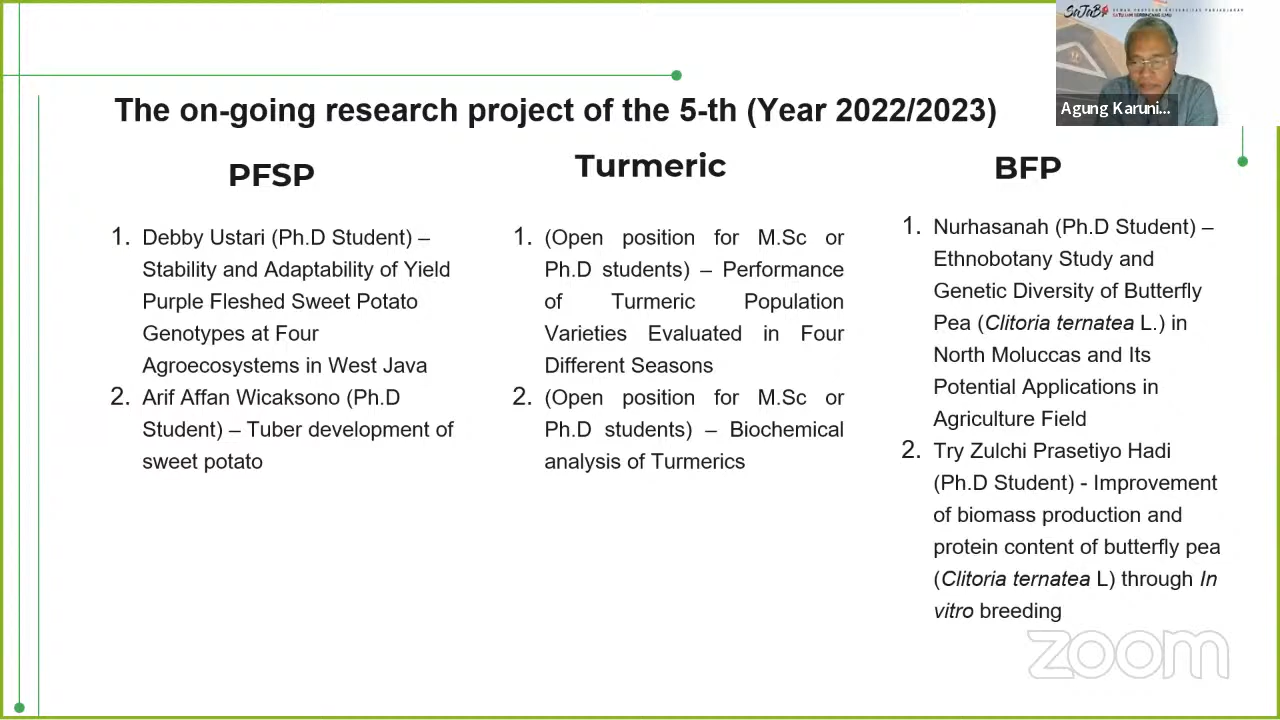 SaTaB
DEWAN PROFESOR UNIVERSITAS PADJADJARAN
Agung Karuni...
The on-going research project of the 5-th (Year 2022/2023)
PFSP
1. Debby Ustari (Ph.D Student) –
Stability and Adaptability of Yield
Purple Fleshed Sweet Potato
Genotypes at Four
Agroecosystems in West Java
2. Arif Affan Wicaksono (Ph.D
Student) – Tuber development of
sweet potato
Turmeric
1. (Open position for M.Sc or
Ph.D students) – Performance
of Turmeric Population
Varieties Evaluated in Four
Different Seasons
2. (Open position for M.Sc or
Ph.D students) – Biochemical
analysis of Turmerics
BFP
1. Nurhasanah (Ph.D Student) –
Ethnobotany Study and
Genetic Diversity of Butterfly
Pea (Clitoria ternatea L.) in
North Moluccas and Its
Potential Applications in
Agriculture Field
2. Try Zulchi Prasetiyo Hadi
(Ph.D Student) - Improvement
of biomass production and
protein content of butterfly pea
(Clitoria ternatea L) through In
vitro breeding
zoom